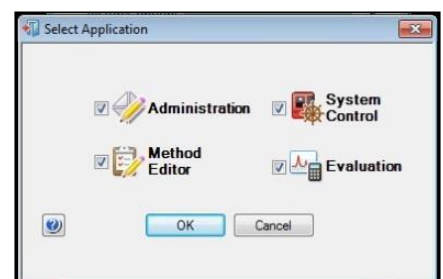 Select Application
Administration
System
Control
Method
Editor
Evaluation
OK
Cancel